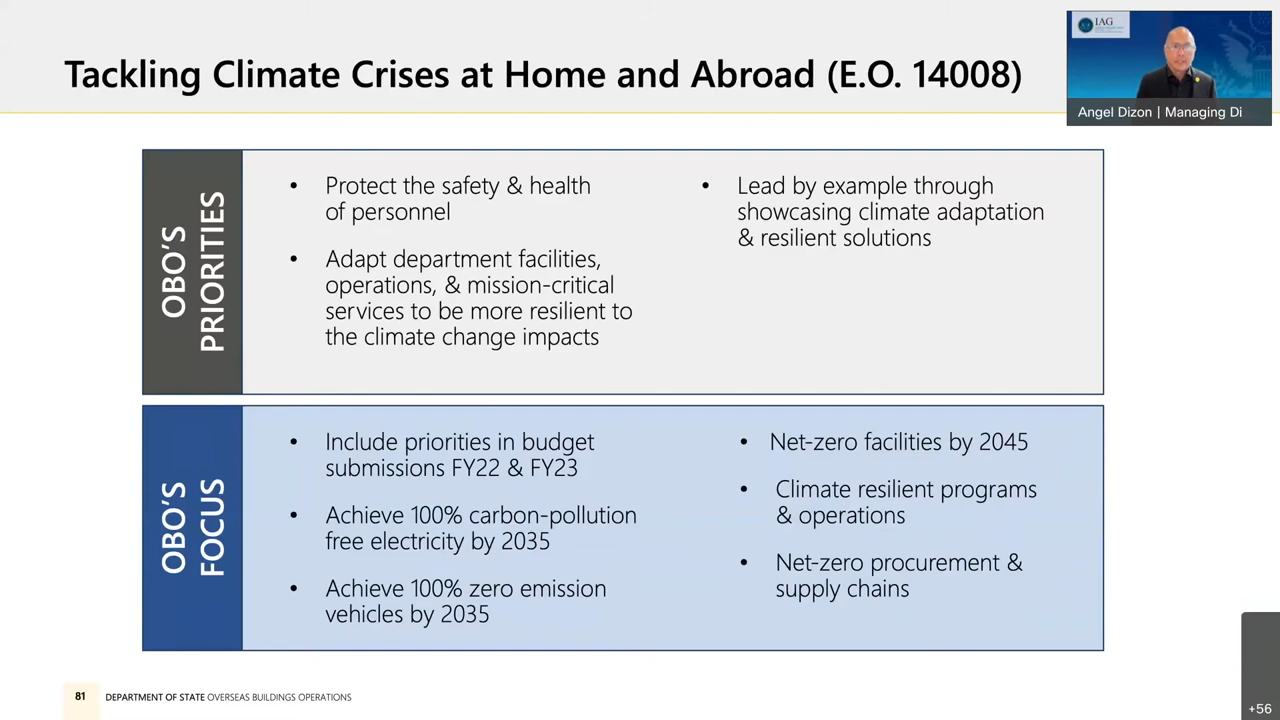 Tackling Climate Crises at Home and Abroad (E.O. 14008)
IAG
Angel Dizon | Managing Di
OBO'S
PRIORITIES
• Protect the safety & health
of personnel
• Adapt department facilities,
operations, & mission-critical
services to be more resilient to
the climate change impacts
• Lead by example through
showcasing climate adaptation
& resilient solutions
OBO'S
FOCUS
• Include priorities in budget
submissions FY22 & FY23
• Achieve 100% carbon-pollution
free electricity by 2035
• Achieve 100% zero emission
vehicles by 2035
• Net-zero facilities by 2045
• Climate resilient programs
& operations
• Net-zero procurement &
supply chains
81 DEPARTMENT OF STATE OVERSEAS BUILDINGS OPERATIONS
+56